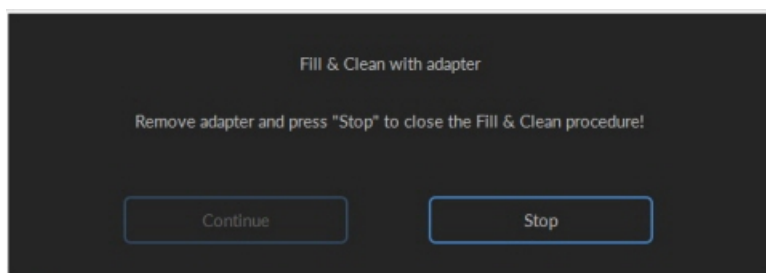 Fill & Clean with adapter
Remove adapter and press "Stop" to close the Fill & Clean procedure!
Continue
Stop